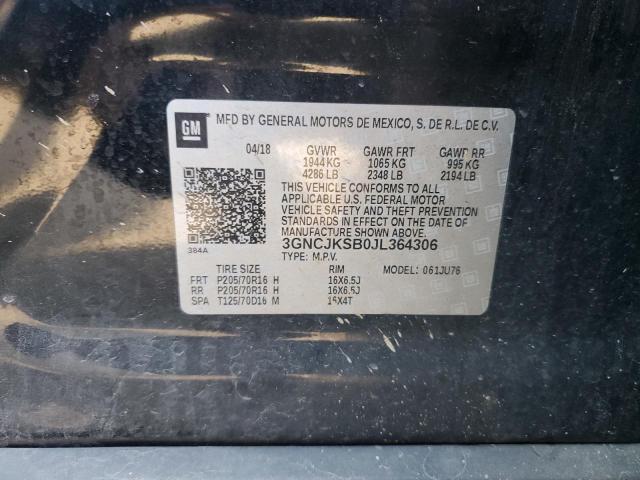 GM
MFD BY GENERAL MOTORS DE MEXICO, S. DE R.L. DE C.V.
04/18 GVWR GAWR FRT GAWR RR
1944 KG 1065 KG 995 KG
4286 LB 2348 LB 2194 LB
THIS VEHICLE CONFORMS TO ALL
APPLICABLE U.S. FEDERAL MOTOR
VEHICLE SAFETY AND THEFT PREVENTION
STANDARDS IN EFFECT ON THE DATE OF
MANUFACTURE SHOWN ABOVE.
3GNCJKSB0JL364306
384A TYPE: M.P.V.
TIRE SIZE RIM MODEL: 061JU76
FRT P205/70R16 H 16X6.5J
RR P205/70R16 H 16X6.5J
SPA T125/70D16 M 16X4T